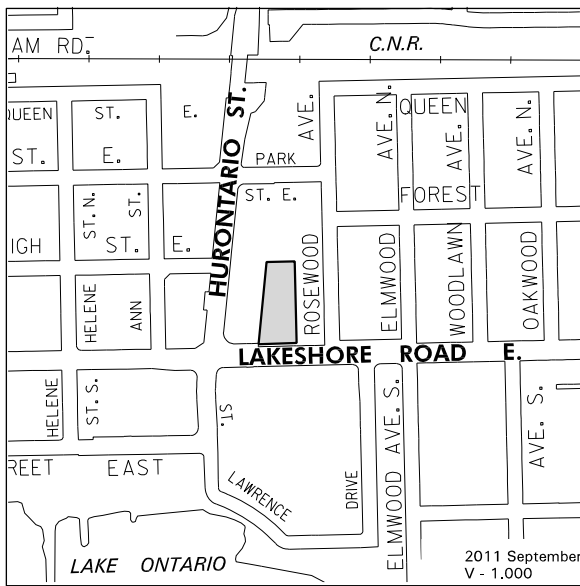 AM RD.
C.N.R.
QUEEN ST. E.
QUEEN
ST. E.
PARK
ST. E.
FOREST
HURONTARIO ST.
ROSEWOOD AVE.
ELMWOOD AVE. N.
WOODLAWN AVE.
OAKWOOD AVE. N.
IGH ST. E.
HELENE ST. N.
ANN ST.
LAKESHORE ROAD E.
HELENE ST. S.
ST.
REET EAST
LAWRENCE
DRIVE
ELMWOOD AVE. S.
AVE. S.
LAKE ONTARIO
2011 September
V - 1.000